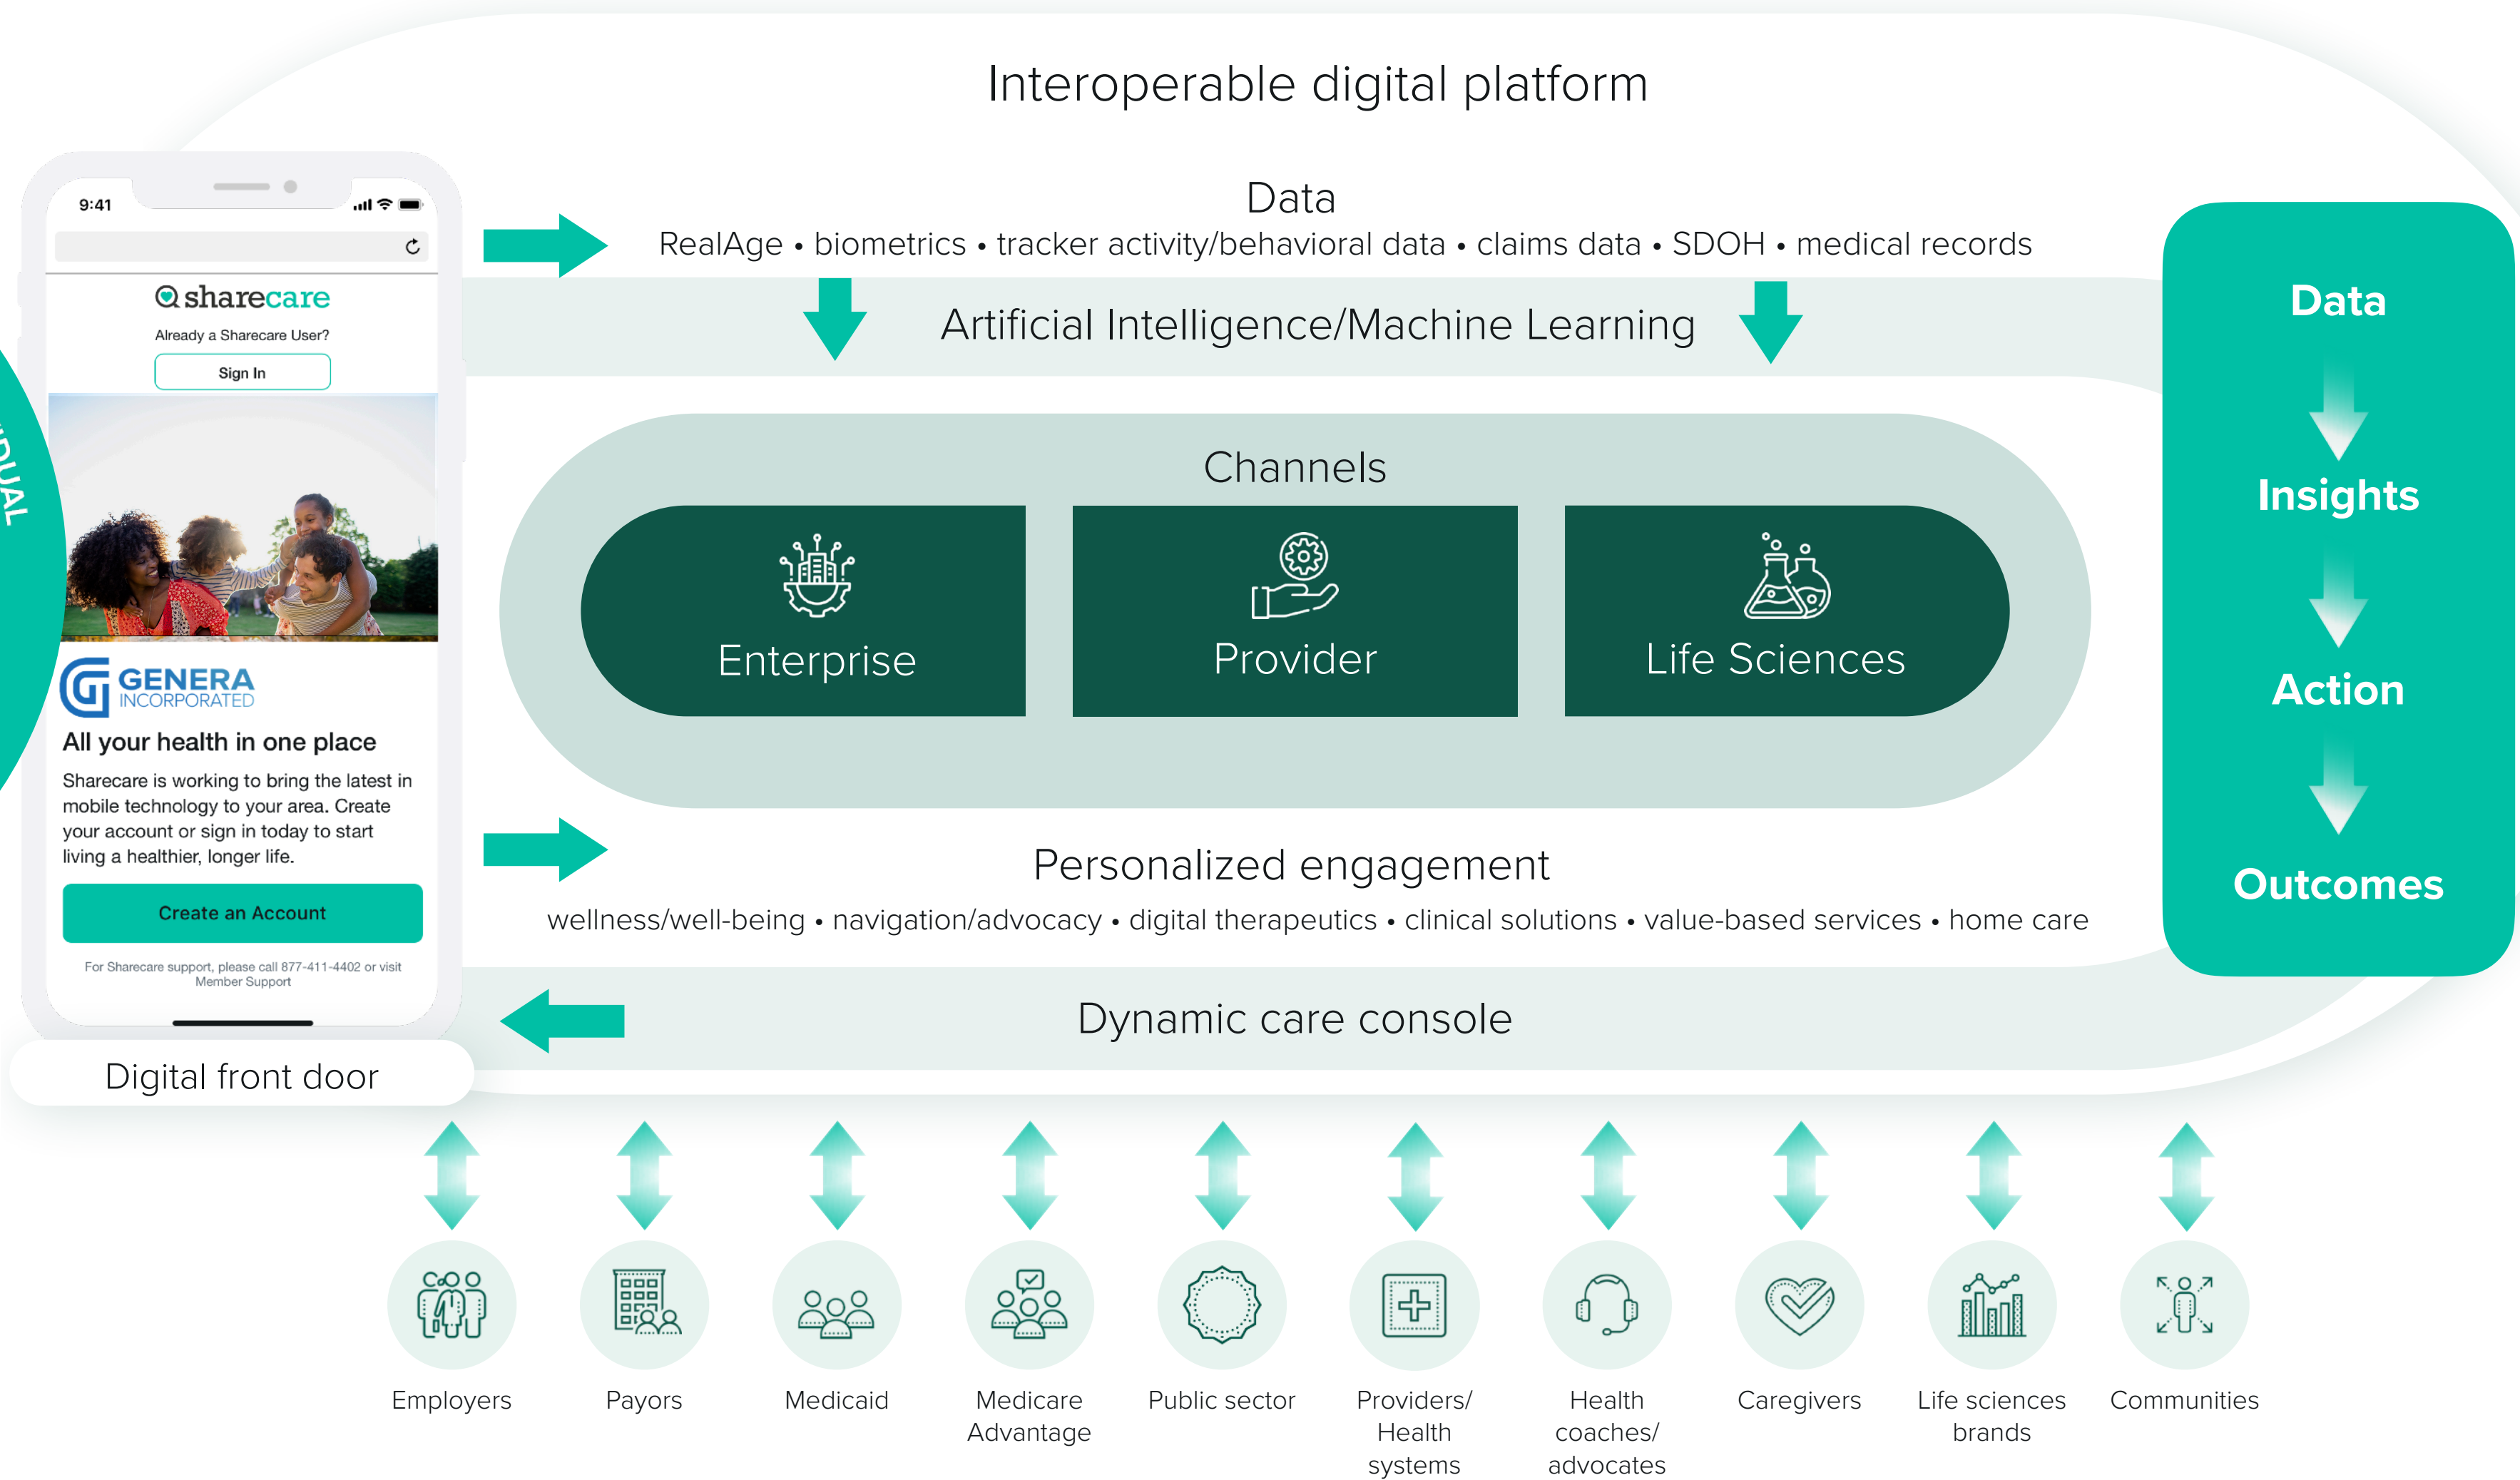 Interoperable digital platform
Data
RealAge • biometrics • tracker activity/behavioral data • claims data • SDOH • medical records
Artificial Intelligence/Machine Learning
Channels
Enterprise
Provider
Life Sciences
Personalized engagement
wellness/well-being • navigation/advocacy • digital therapeutics • clinical solutions • value-based services • home care
Dynamic care console
9:41
sharecare
Already a Sharecare User?
Sign In
GENERA
INCORPORATED
All your health in one place
Sharecare is working to bring the latest in
mobile technology to your area. Create
your account or sign in today to start
living a healthier, longer life.
Create an Account
For Sharecare support, please call 877-411-4402 or visit
Member Support
Digital front door
Data
Insights
Action
Outcomes
Employers
Payors
Medicaid
Medicare
Advantage
Public sector
Providers/
Health
systems
Health
coaches/
advocates
Caregivers
Life sciences
brands
Communities